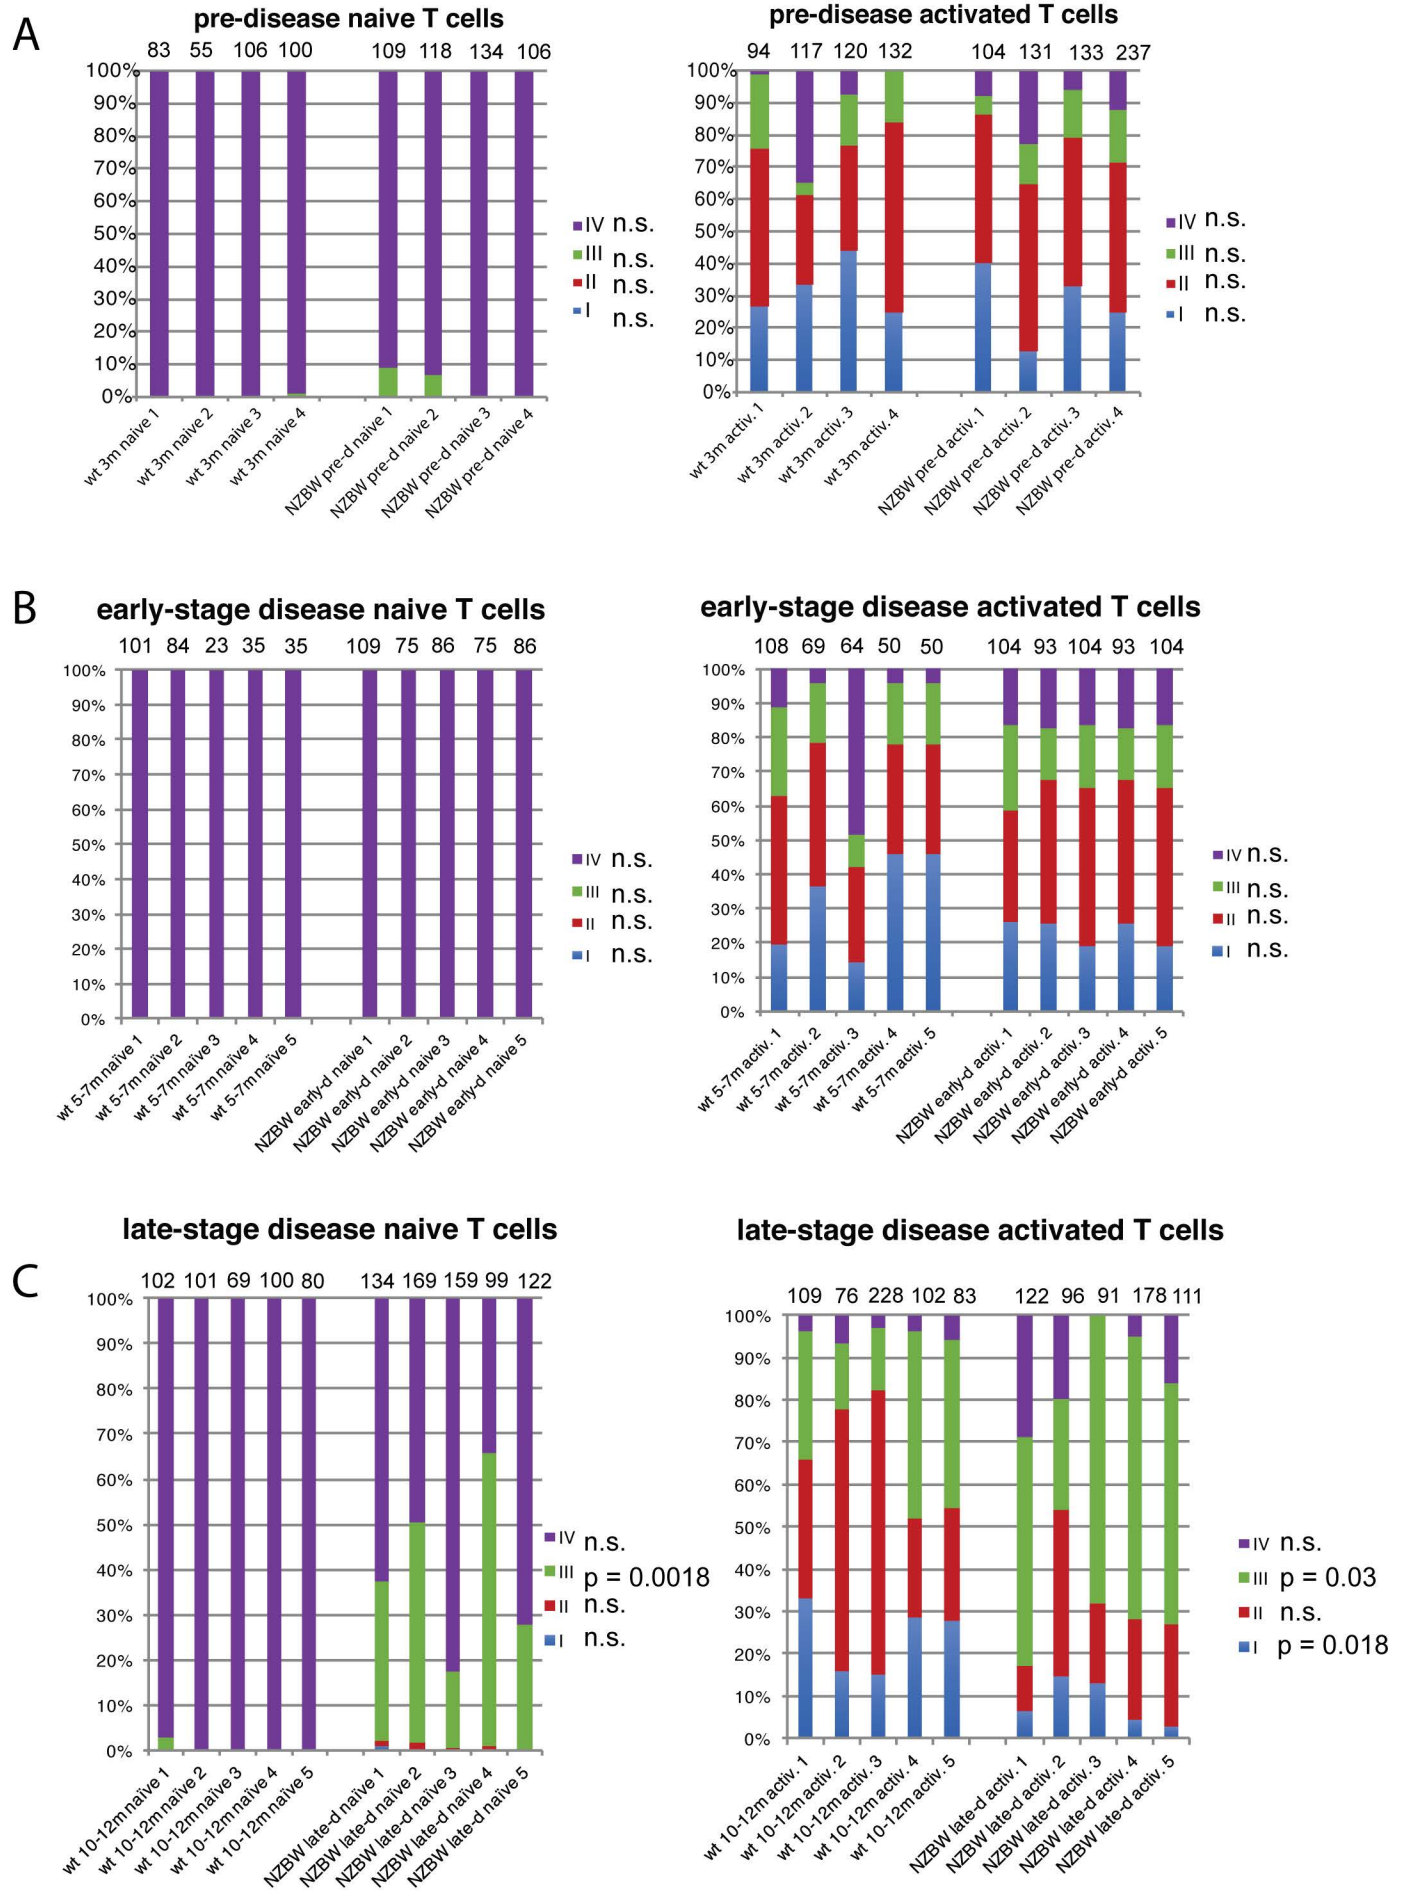 A
pre-disease naive T cells
83 55 106 100 109 118 134 106
100%
90%
80%
70%
60%
50%
40%
30%
20%
10%
0%
wt 3m naive 1
wt 3m naive 2
wt 3m naive 3
wt 3m naive 4
NZBW pre-d naive 1
NZBW pre-d naive 2
NZBW pre-d naive 3
NZBW pre-d naive 4
IV n.s.
III n.s.
II n.s.
I n.s.
pre-disease activated T cells
94 117 120 132 104 131 133 237
100%
90%
80%
70%
60%
50%
40%
30%
20%
10%
0%
wt 3m activ. 1
wt 3m activ. 2
wt 3m activ. 3
wt 3m activ. 4
NZBW pre-d activ. 1
NZBW pre-d activ. 2
NZBW pre-d activ. 3
NZBW pre-d activ. 4
IV n.s.
III n.s.
II n.s.
I n.s.
B
early-stage disease naive T cells
101 84 23 35 35 109 75 86 75 86
100%
90%
80%
70%
60%
50%
40%
30%
20%
10%
0%
wt 5-7m naïve 1
wt 5-7m naïve 2
wt 5-7m naïve 3
wt 5-7m naïve 4
wt 5-7m naïve 5
NZBW early-d naïve 1
NZBW early-d naïve 2
NZBW early-d naïve 3
NZBW early-d naïve 4
NZBW early-d naïve 5
IV n.s.
III n.s.
II n.s.
I n.s.
early-stage disease activated T cells
108 69 64 50 50 104 93 104 93 104
100%
90%
80%
70%
60%
50%
40%
30%
20%
10%
0%
wt 5-7m activ. 1
wt 5-7m activ. 2
wt 5-7m activ. 3
wt 5-7m activ. 4
wt 5-7m activ. 5
NZBW early-d activ. 1
NZBW early-d activ. 2
NZBW early-d activ. 3
NZBW early-d activ. 4
NZBW early-d activ. 5
IV n.s.
III n.s.
II n.s.
I n.s.
C
late-stage disease naive T cells
102 101 69 100 80 134 169 159 99 122
100%
90%
80%
70%
60%
50%
40%
30%
20%
10%
0%
wt 10-12m naïve 1
wt 10-12m naïve 2
wt 10-12m naïve 3
wt 10-12m naïve 4
wt 10-12m naïve 5
NZBW late-d naïve 1
NZBW late-d naïve 2
NZBW late-d naïve 3
NZBW late-d naïve 4
NZBW late-d naïve 5
IV n.s.
III p = 0.0018
II n.s.
I n.s.
late-stage disease activated T cells
109 76 228 102 83 122 96 91 178 111
100%
90%
80%
70%
60%
50%
40%
30%
20%
10%
0%
wt 10-12m activ. 1
wt 10-12m activ. 2
wt 10-12m activ. 3
wt 10-12m activ. 4
wt 10-12m activ. 5
NZBW late-d activ. 1
NZBW late-d activ. 2
NZBW late-d activ. 3
NZBW late-d activ. 4
NZBW late-d activ. 5
IV n.s.
III p = 0.03
II n.s.
I p = 0.018